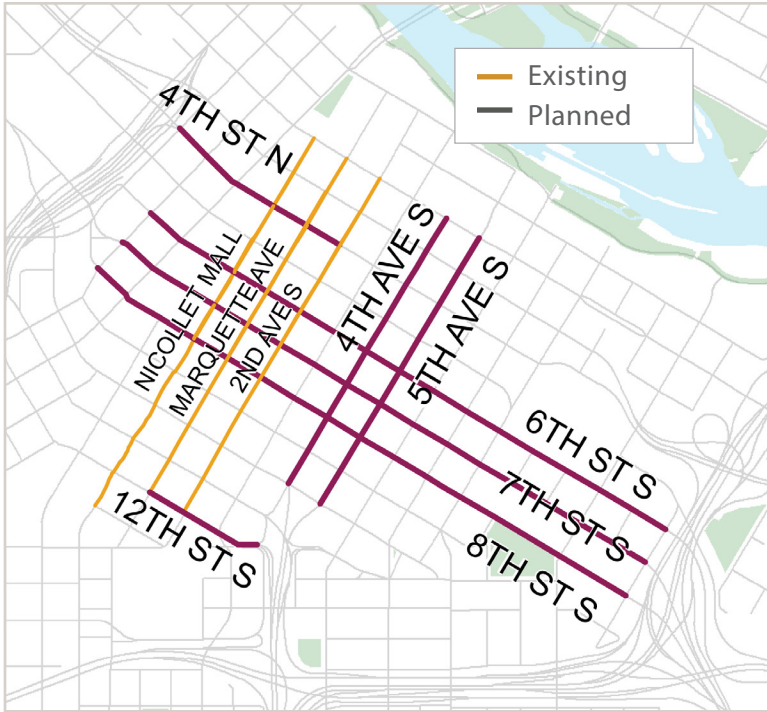 Existing
Planned
4TH ST N
NICOLLET MALL
MARQUETTE AVE
2ND AVE S
4TH AVE S
5TH AVE S
6TH ST S
7TH ST S
8TH ST S
12TH ST S